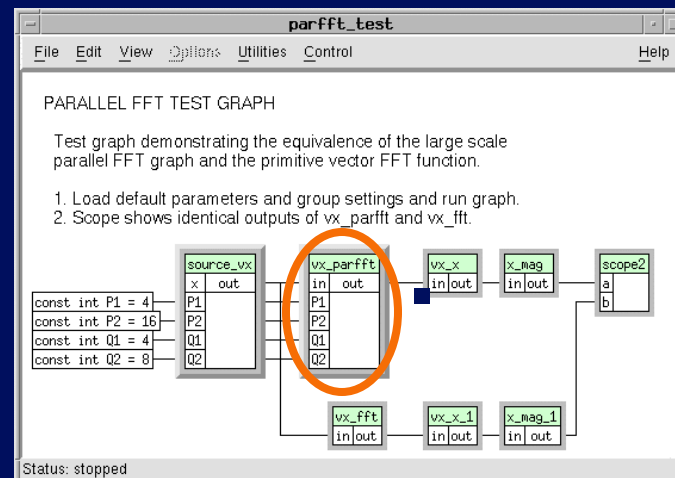 parfft_test
File Edit View Options Utilities Control Help
PARALLEL FFT TEST GRAPH
Test graph demonstrating the equivalence of the large scale
parallel FFT graph and the primitive vector FFT function.
1. Load default parameters and group settings and run graph.
2. Scope shows identical outputs of vx_parfft and vx_fft.
source_vx
x out
P1
P2
Q1
Q2
vx_parfft
in out
P1
P2
Q1
Q2
vx_x
in out
x_mag
in out
scope2
a
b
const int P1 = 4
const int P2 = 16
const int Q1 = 4
const int Q2 = 8
vx_fft
in out
vx_x_1
in out
x_mag_1
in out
Status: stopped